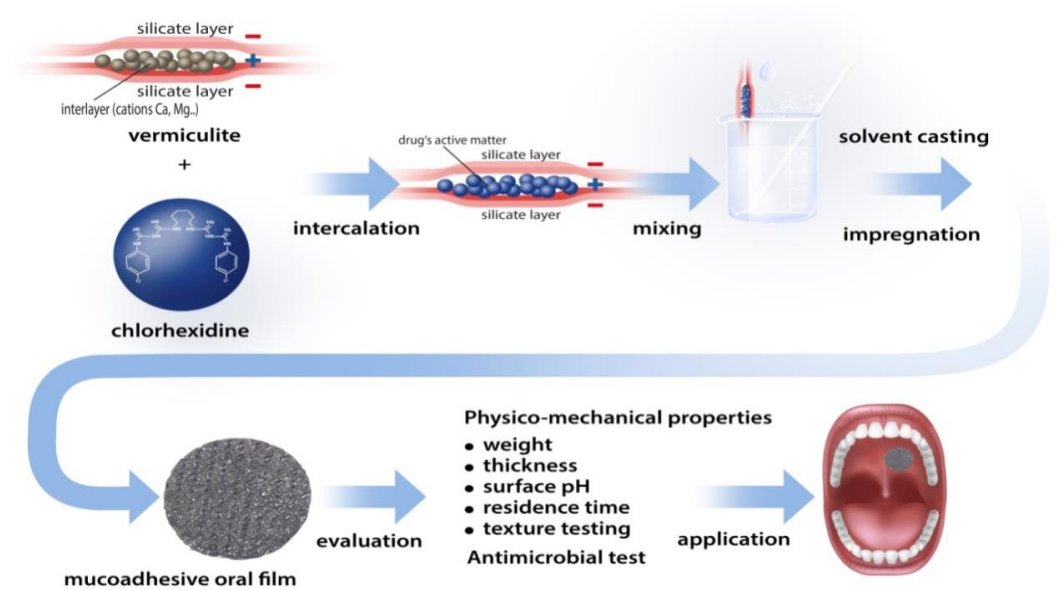 silicate layer
−
+
−
silicate layer
interlayer (cations Ca, Mg..)
vermiculite
+
chlorhexidine
intercalation
drug's active matter
silicate layer
−
+
−
silicate layer
mixing
solvent casting
impregnation
mucoadhesive oral film
evaluation
Physico-mechanical properties
• weight
• thickness
• surface pH
• residence time
• texture testing
Antimicrobial test
application